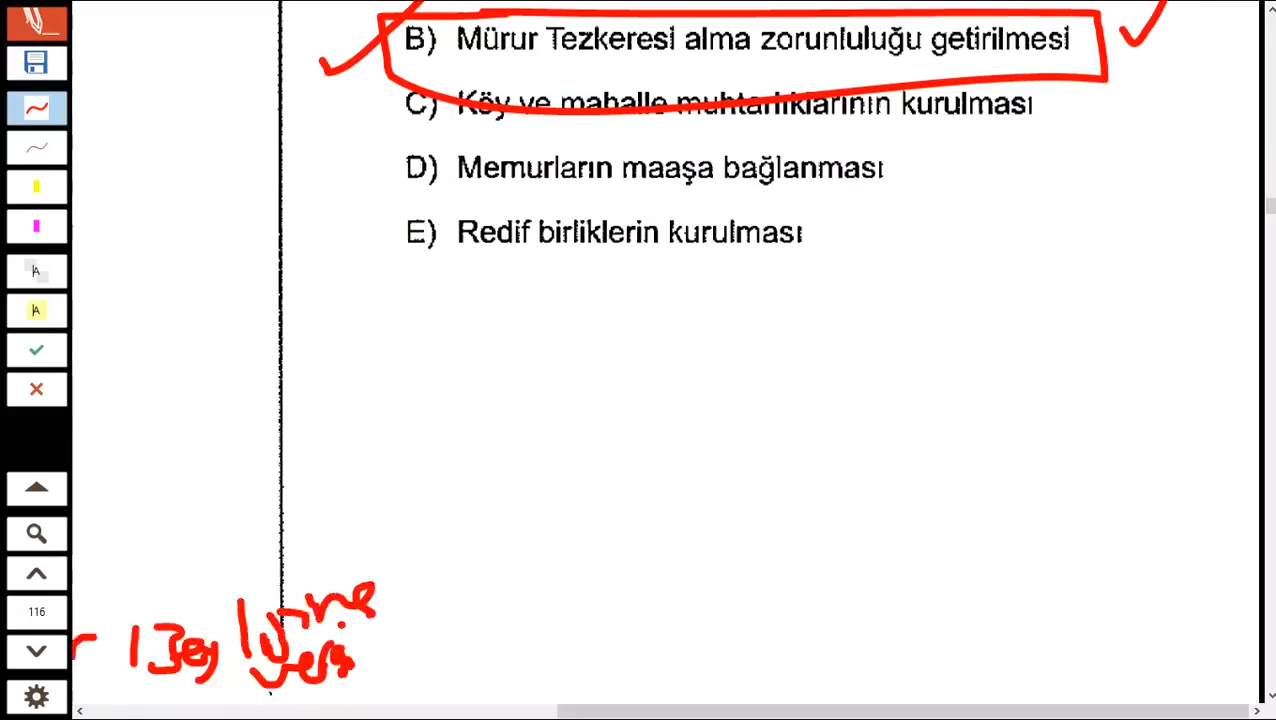 B) Mürur Tezkeresi alma zorunluluğu getirilmesi
C) Köy ve mahalle muhtarlıklarının kurulması
D) Memurların maaşa bağlanması
E) Redif birliklerin kurulması
116